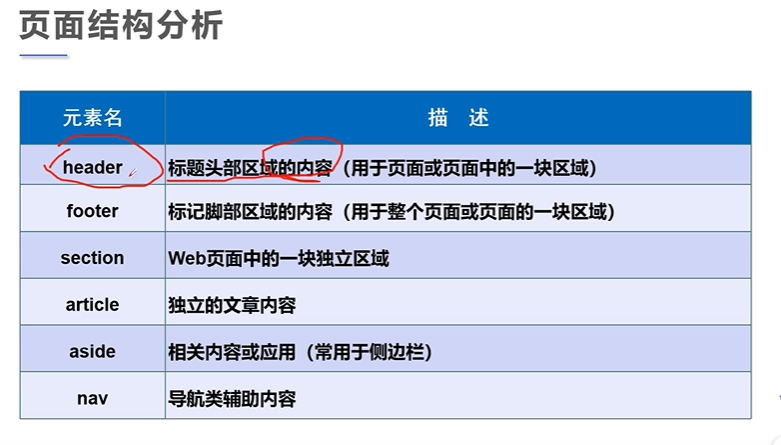 页面结构分析
元素名 描 述
header 标题头部区域的内容（用于页面或页面中的一块区域）
footer 标记脚部区域的内容（用于整个页面或页面的一块区域）
section Web页面中的一块独立区域
article 独立的文章内容
aside 相关内容或应用（常用于侧边栏）
nav 导航类辅助内容